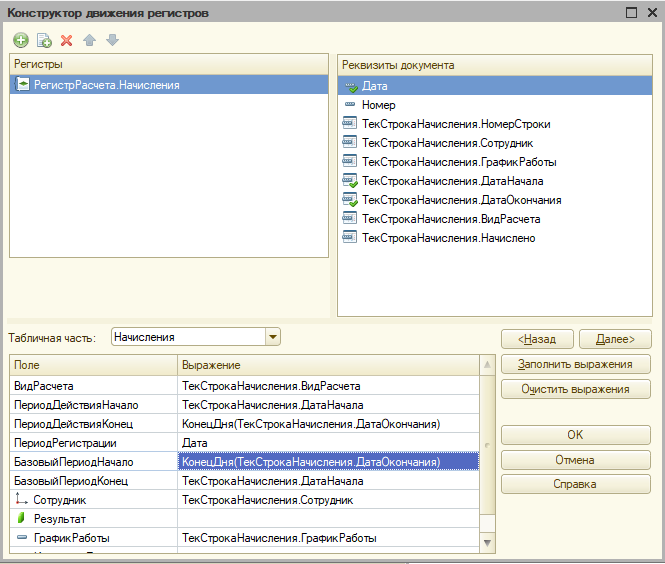 Конструктор движения регистров
Регистры
РегистрРасчета.Начисления
Реквизиты документа
Дата
Номер
ТекСтрокаНачисления.НомерСтроки
ТекСтрокаНачисления.Сотрудник
ТекСтрокаНачисления.ГрафикРаботы
ТекСтрокаНачисления.ДатаНачала
ТекСтрокаНачисления.ДатаОкончания
ТекСтрокаНачисления.ВидРасчета
ТекСтрокаНачисления.Начислено
Табличная часть: Начисления
<Назад Далее>
Заполнить выражения
Очистить выражения
ОК
Отмена
Справка
Поле Выражение
ВидРасчета ТекСтрокаНачисления.ВидРасчета
ПериодДействияНачало ТекСтрокаНачисления.ДатаНачала
ПериодДействияКонец КонецДня(ТекСтрокаНачисления.ДатаОкончания)
ПериодРегистрации Дата
БазовыйПериодНачало КонецДня(ТекСтрокаНачисления.ДатаОкончания)
БазовыйПериодКонец ТекСтрокаНачисления.ДатаНачала
Сотрудник ТекСтрокаНачисления.Сотрудник
Результат
ГрафикРаботы ТекСтрокаНачисления.ГрафикРаботы